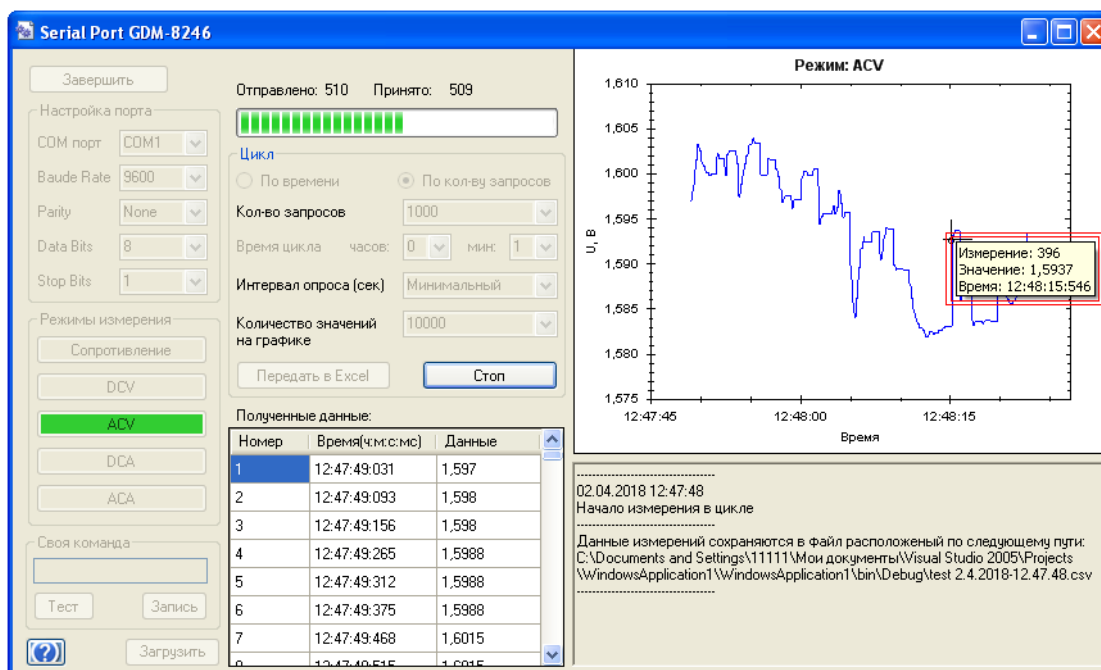 Serial Port GDM-8246
Завершить
Настройка порта
COM порт COM1
Baude Rate 9600
Parity None
Data Bits 8
Stop Bits 1
Режимы измерения
Сопротивление
DCV
ACV
DCA
ACA
Своя команда
Тест Запись
Загрузить
Отправлено: 510 Принято: 509
Цикл
По времени По кол-ву запросов
Кол-во запросов 1000
Время цикла часов: 0 мин: 1
Интервал опроса (сек) Минимальный
Количество значений 10000
на графике
Передать в Excel Стоп
Полученные данные:
Номер Время(ч:м:с:мс) Данные
1 12:47:49:031 1,597
2 12:47:49:093 1,598
3 12:47:49:156 1,598
4 12:47:49:265 1,5988
5 12:47:49:312 1,5988
6 12:47:49:375 1,5988
7 12:47:49:468 1,6015
Режим: ACV
1,610
1,605
1,600
1,595
1,590
1,585
1,580
1,575
U, В
Измерение: 396
Значение: 1,5937
Время: 12:48:15:546
12:47:45 12:48:00 12:48:15
Время
-----------------------------------
02.04.2018 12:47:48
Начало измерения в цикле
-----------------------------------
Данные измерений сохраняются в файл расположеный по следующему пути:
C:\Documents and Settings\11111\Мои документы\Visual Studio 2005\Projects
\WindowsApplication1\WindowsApplication1\bin\Debug\test 2.4.2018-12.47.48.csv
-----------------------------------